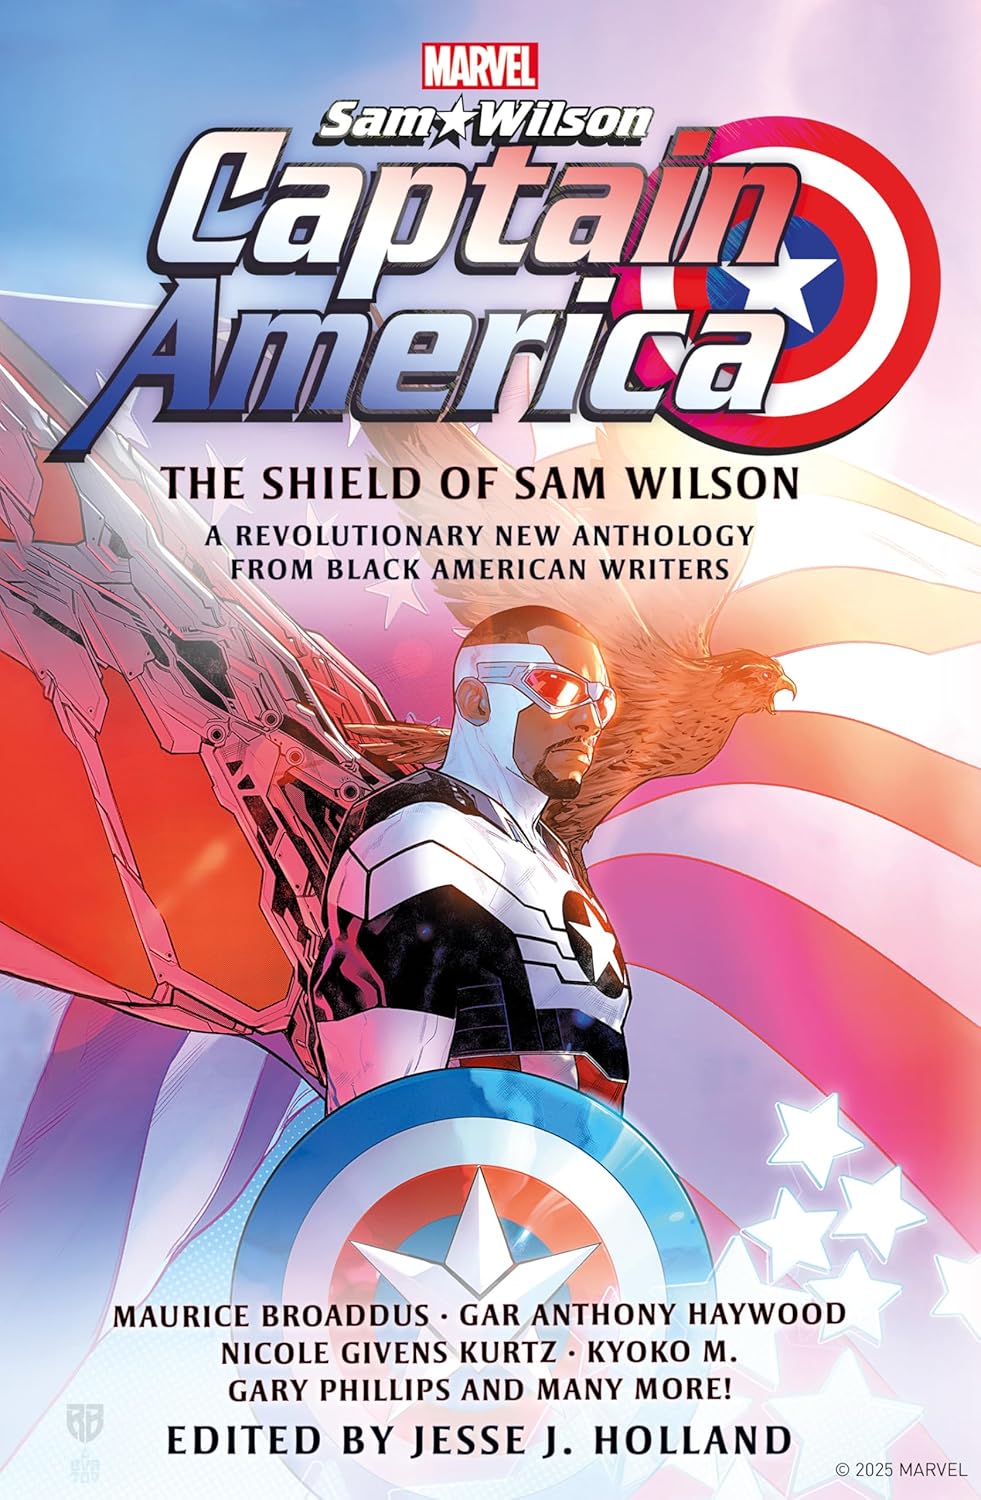 MARVEL
Sam★Wilson
Captain
America
THE SHIELD OF SAM WILSON
A REVOLUTIONARY NEW ANTHOLOGY
FROM BLACK AMERICAN WRITERS
MAURICE BROADDUS · GAR ANTHONY HAYWOOD
NICOLE GIVENS KURTZ · KYOKO M.
GARY PHILLIPS AND MANY MORE!
EDITED BY JESSE J. HOLLAND
© 2025 MARVEL